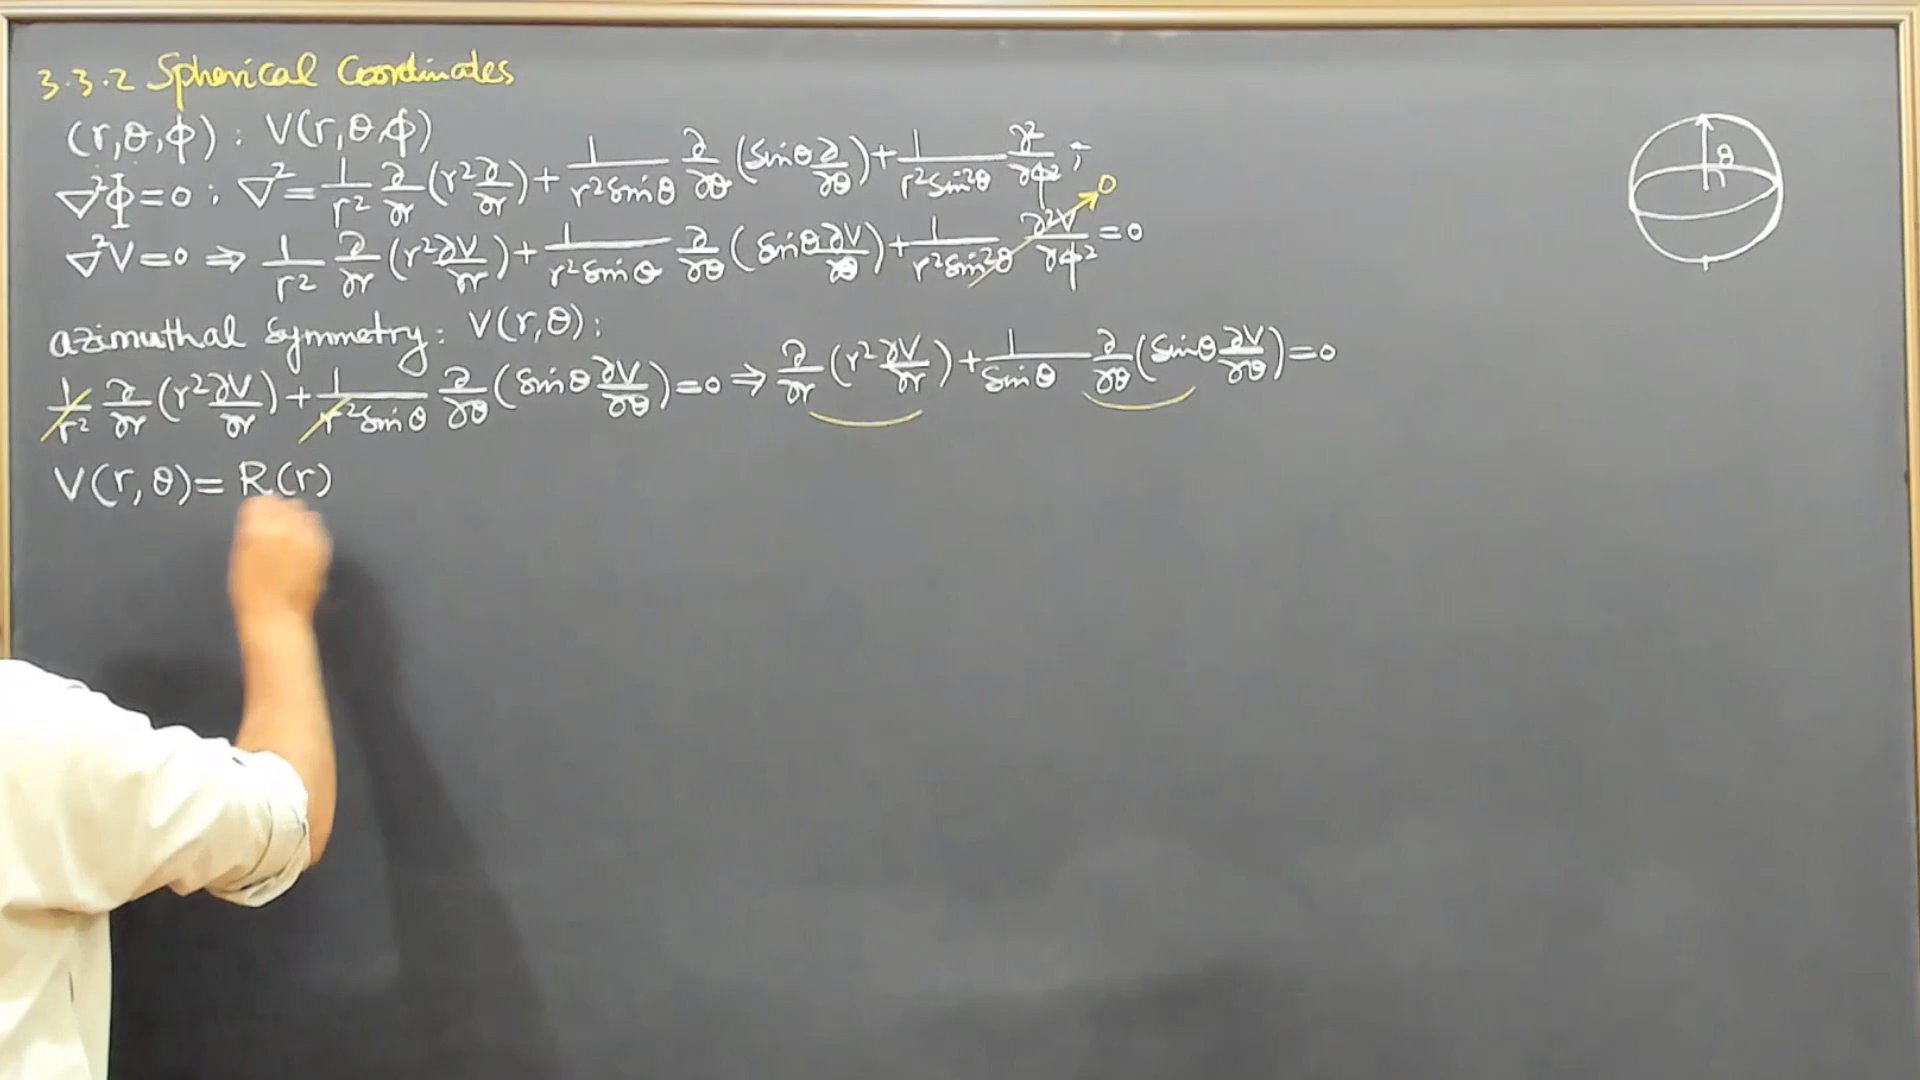 3.3.2 Spherical Coordinates
(r,θ,ϕ) : V(r,θ,ϕ)
∇²Φ=0 : ∇²= 1/r² ∂/∂r (r² ∂/∂r) + 1/(r² sinθ) ∂/∂θ (sinθ ∂/∂θ) + 1/(r² sin²θ) ∂²/∂ϕ² ;
∇²V=0 ⇒ 1/r² ∂/∂r (r² ∂V/∂r) + 1/(r² sinθ) ∂/∂θ (sinθ ∂V/∂θ) + 1/(r² sin²θ) ∂²V/∂ϕ² = 0
0
azimuthal symmetry: V(r,θ) :
1/r² ∂/∂r (r² ∂V/∂r) + 1/(r² sinθ) ∂/∂θ (sinθ ∂V/∂θ) = 0 ⇒ ∂/∂r (r² ∂V/∂r) + 1/sinθ ∂/∂θ (sinθ ∂V/∂θ) = 0
V(r,θ)= R(r)
θ